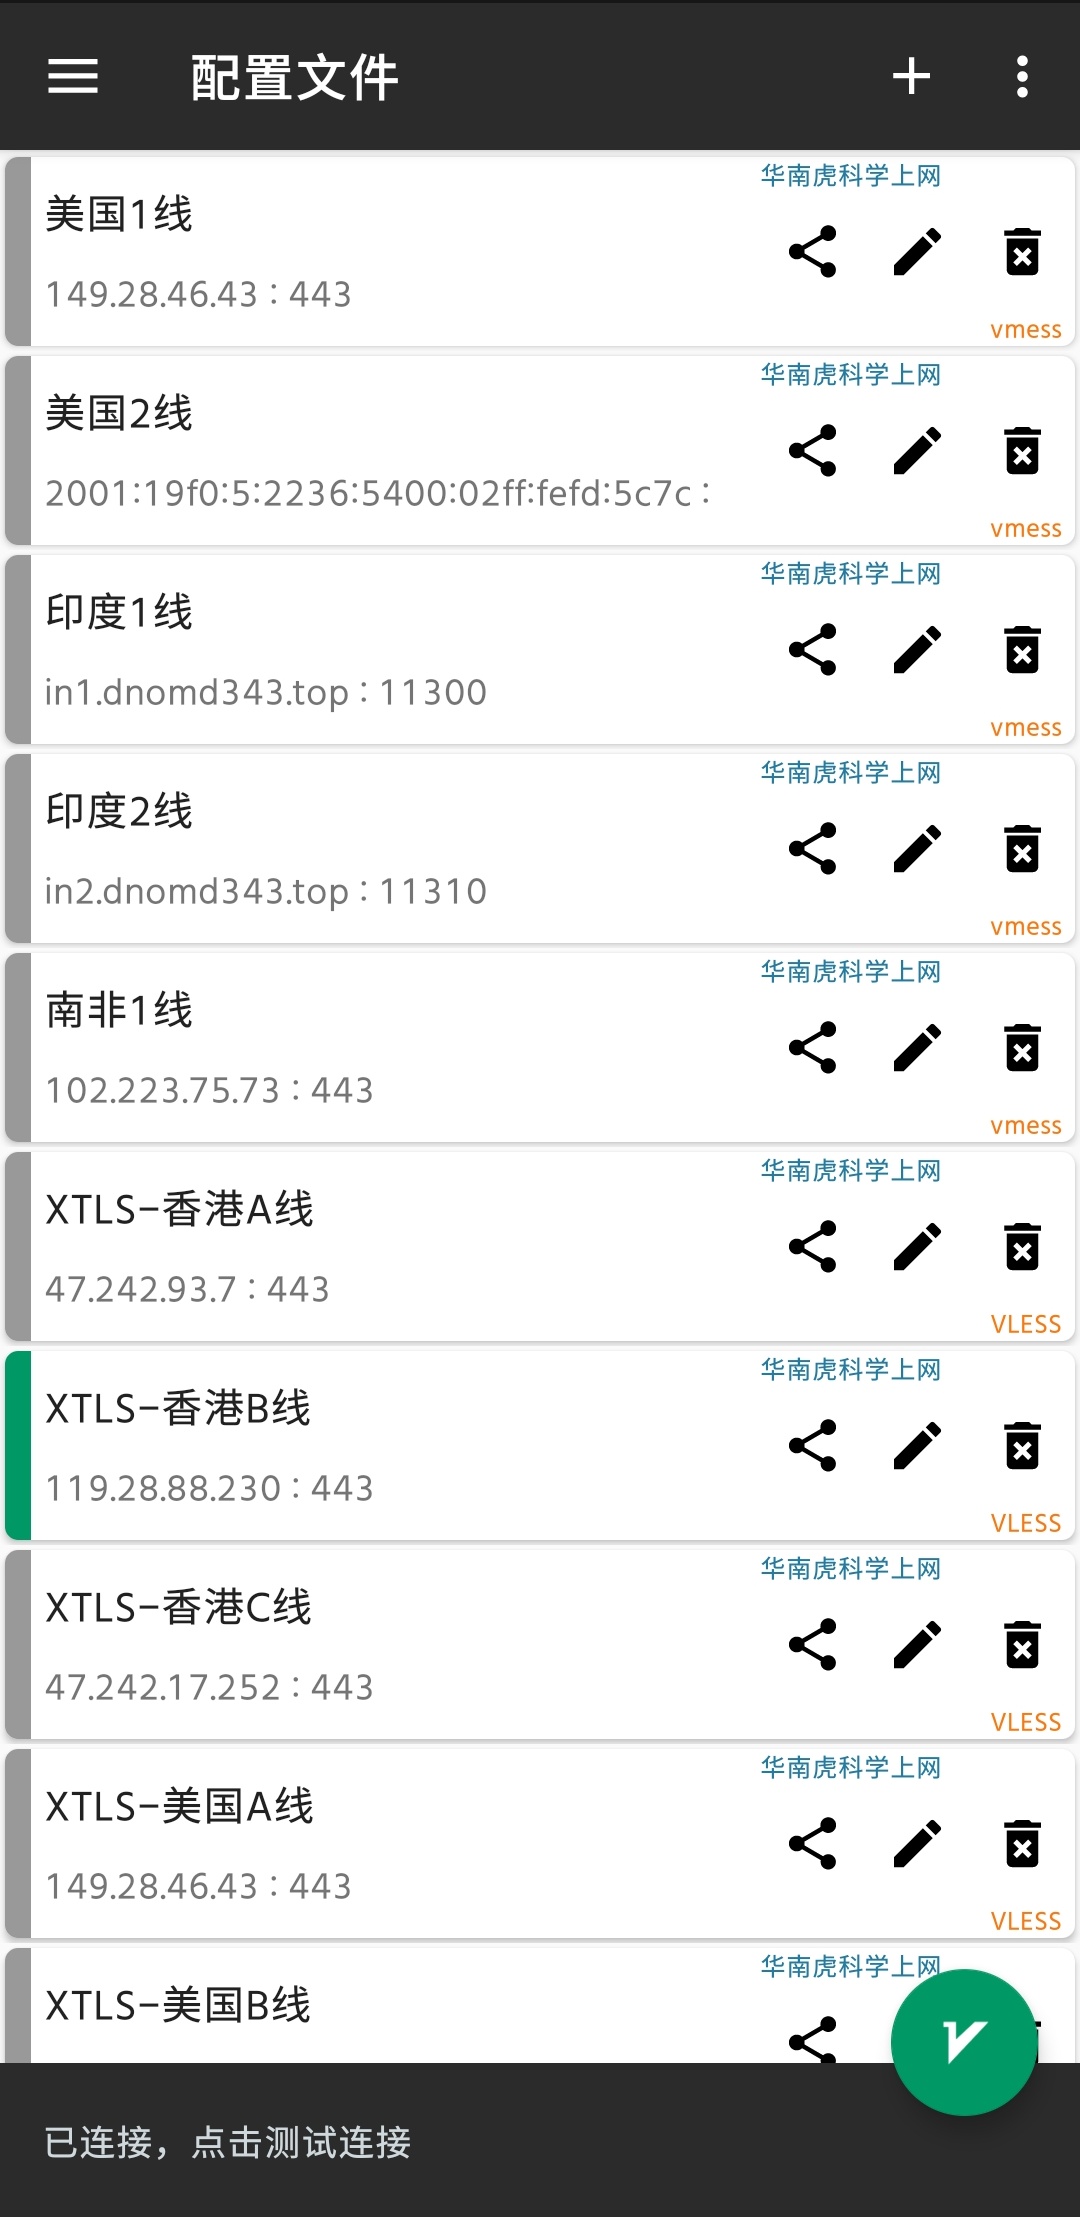 配置文件
华南虎科学上网
美国1线
149.28.46.43 : 443
vmess
华南虎科学上网
美国2线
2001:19f0:5:2236:5400:02ff:fefd:5c7c :
vmess
华南虎科学上网
印度1线
in1.dnomd343.top : 11300
vmess
华南虎科学上网
印度2线
in2.dnomd343.top : 11310
vmess
华南虎科学上网
南非1线
102.223.75.73 : 443
vmess
华南虎科学上网
XTLS-香港A线
47.242.93.7 : 443
VLESS
华南虎科学上网
XTLS-香港B线
119.28.88.230 : 443
VLESS
华南虎科学上网
XTLS-香港C线
47.242.17.252 : 443
VLESS
华南虎科学上网
XTLS-美国A线
149.28.46.43 : 443
VLESS
华南虎科学上网
XTLS-美国B线
已连接，点击测试连接